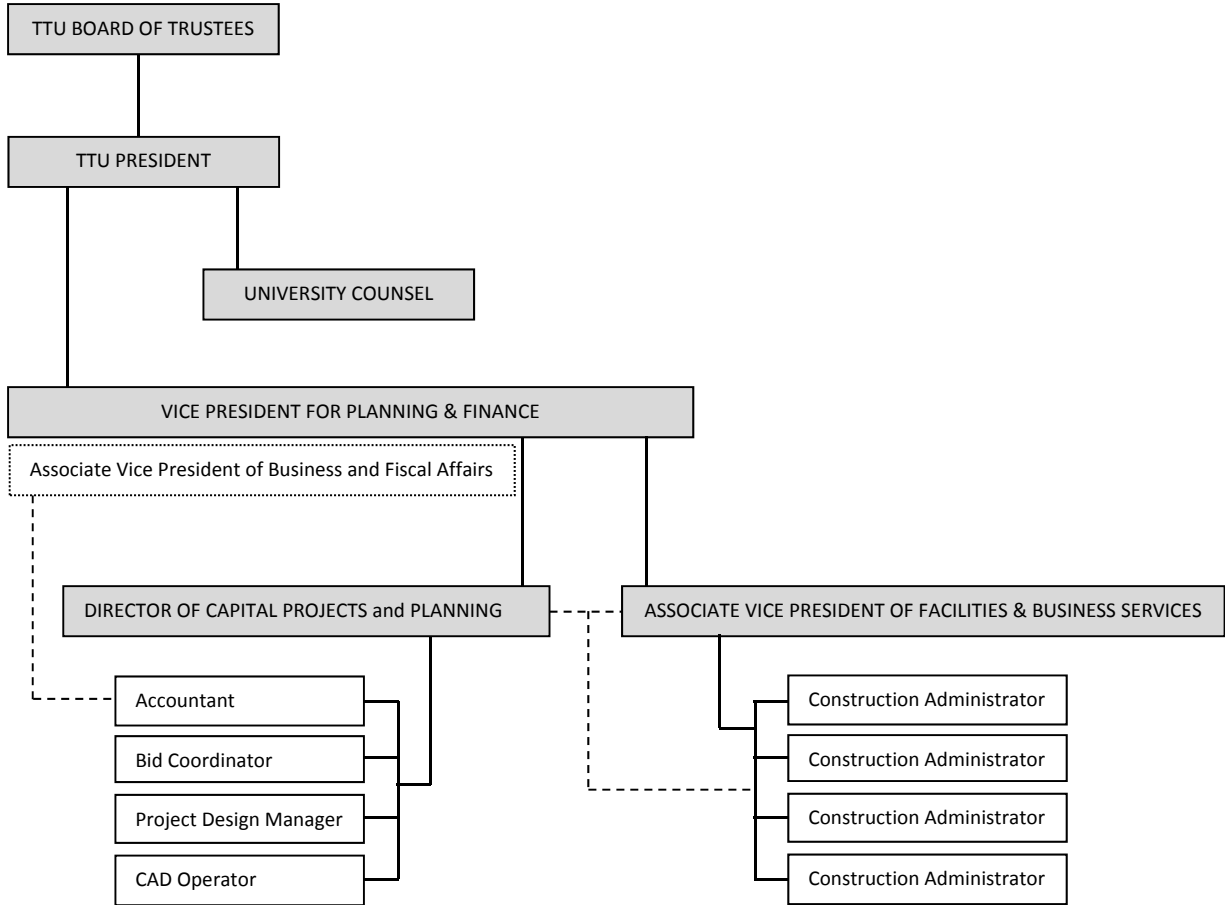 TTU BOARD OF TRUSTEES
TTU PRESIDENT
UNIVERSITY COUNSEL
VICE PRESIDENT FOR PLANNING & FINANCE
Associate Vice President of Business and Fiscal Affairs
DIRECTOR OF CAPITAL PROJECTS and PLANNING
ASSOCIATE VICE PRESIDENT OF FACILITIES & BUSINESS SERVICES
Accountant
Bid Coordinator
Project Design Manager
CAD Operator
Construction Administrator
Construction Administrator
Construction Administrator
Construction Administrator